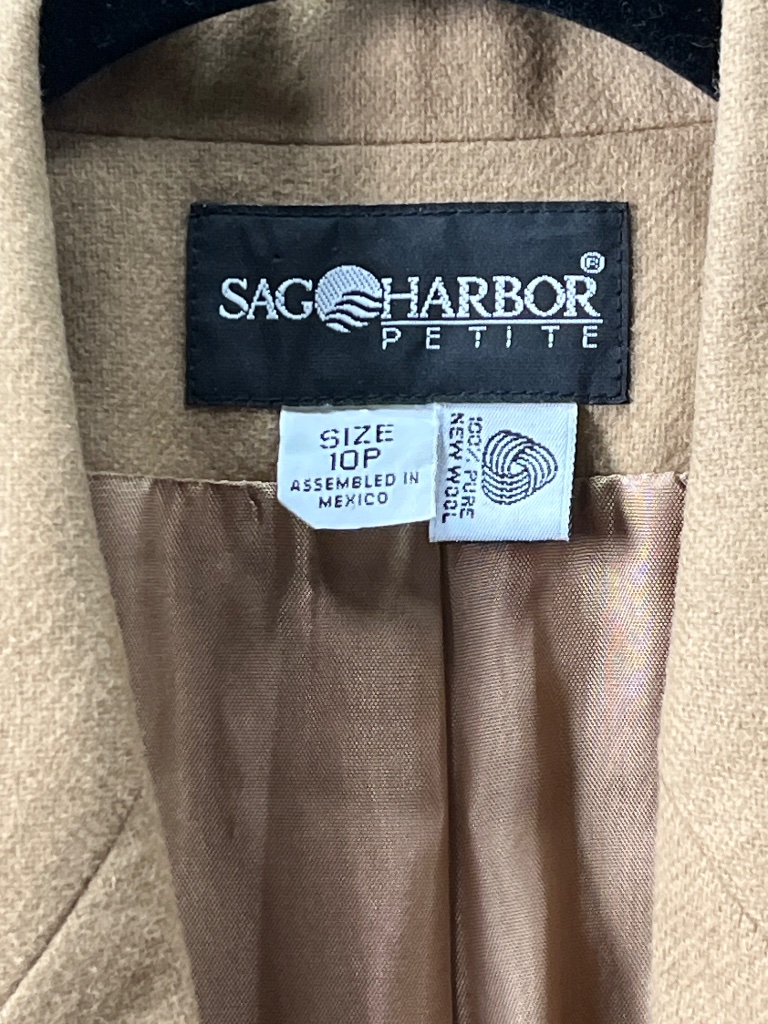 SAG HARBOR®
PETITE
SIZE
10P
ASSEMBLED IN
MEXICO
100% PURE
NEW WOOL